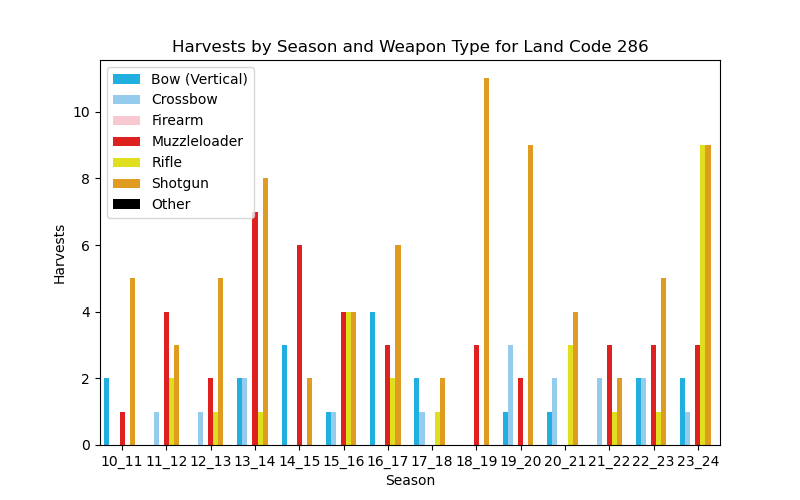 Harvests by Season and Weapon Type for Land Code 286
Bow (Vertical)
Crossbow
Firearm
Muzzleloader
Rifle
Shotgun
Other
10
8
6
4
2
0
Harvests
10_11 11_12 12_13 13_14 14_15 15_16 16_17 17_18 18_19 19_20 20_21 21_22 22_23 23_24
Season